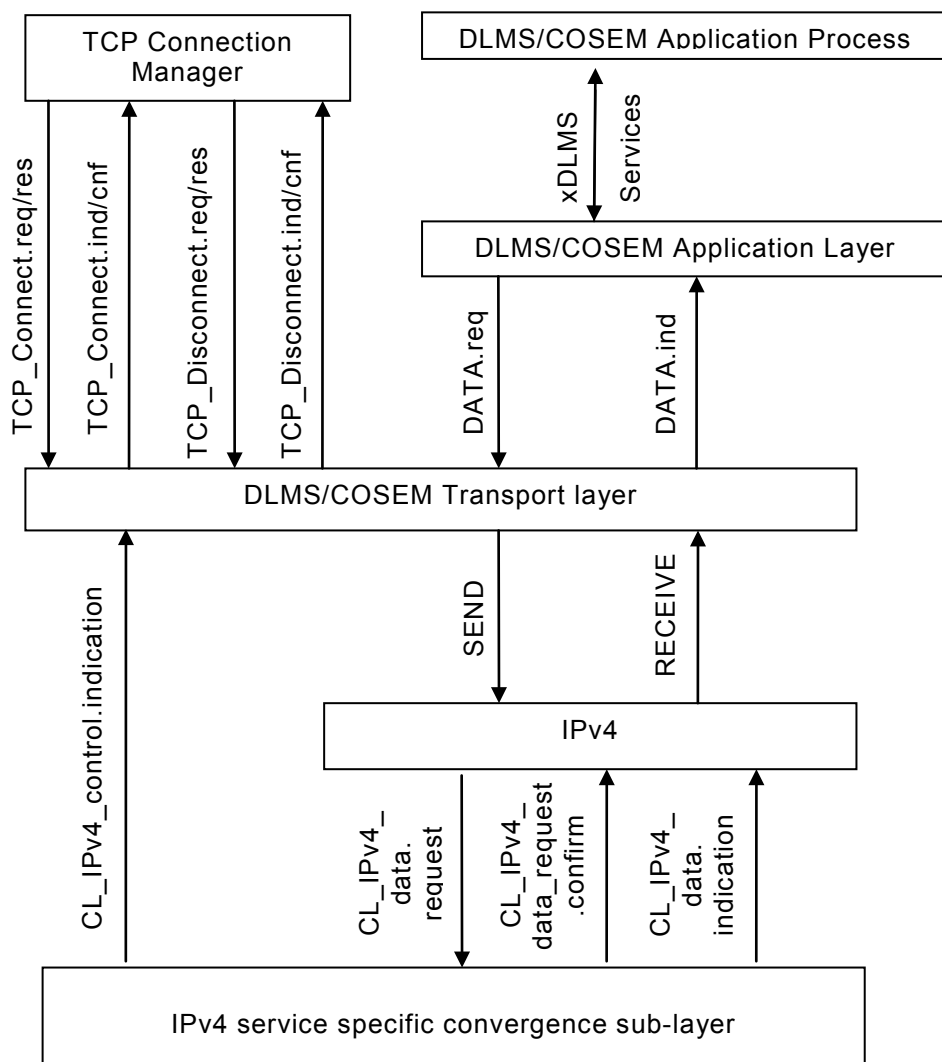 TCP Connection
Manager
DLMS/COSEM Application Process
xDLMS
Services
DLMS/COSEM Application Layer
TCP_Connect.req/res
TCP_Connect.ind/cnf
TCP_Disconnect.req/res
TCP_Disconnect.ind/cnf
DATA.req
DATA.ind
DLMS/COSEM Transport layer
CL_IPv4_control.indication
SEND
RECEIVE
IPv4
CL_IPv4_
data.
request
CL_IPv4_
data_request
.confirm
CL_IPv4_
data.
indication
IPv4 service specific convergence sub-layer